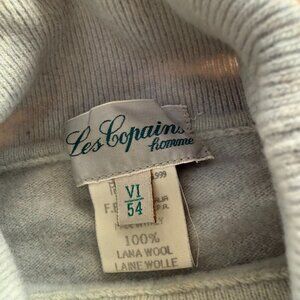 Les Copains
homme
VI
54
100%
LANA WOOL
LAINE WOLLE